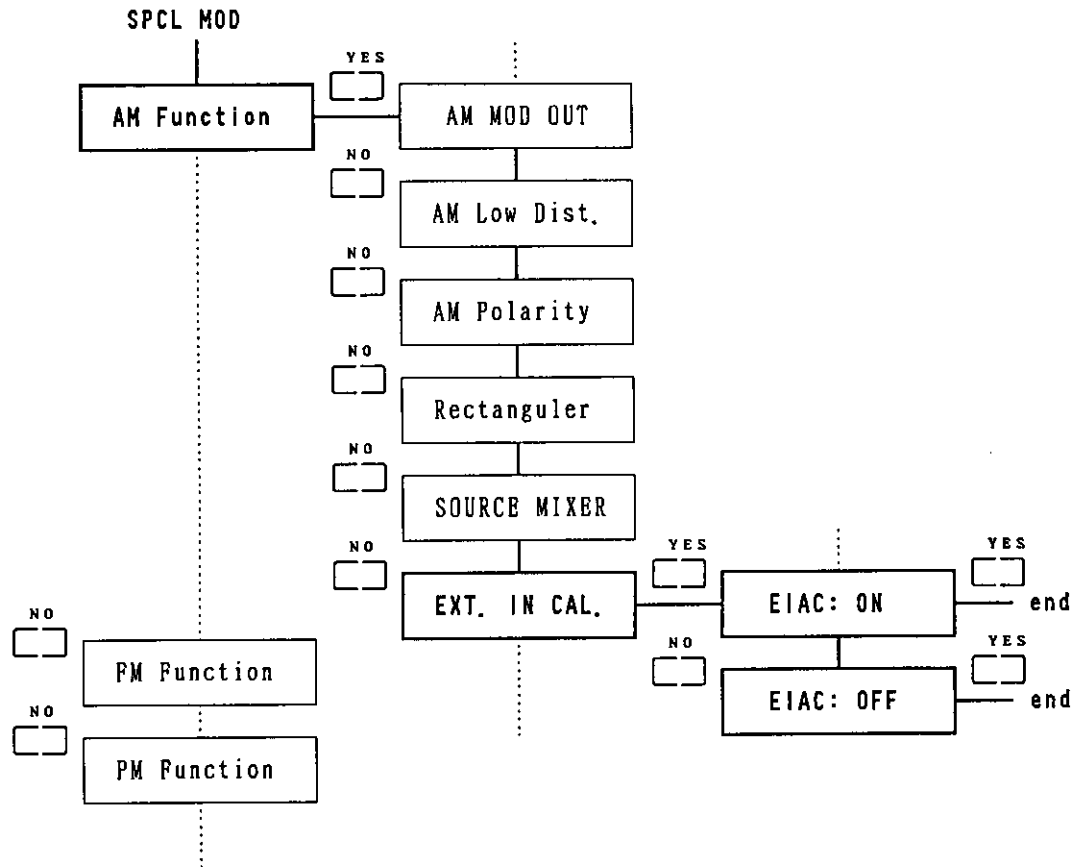 SPCL MOD
YES
AM Function
AM MOD OUT
NO
AM Low Dist.
NO
AM Polarity
NO
Rectanguler
NO
SOURCE MIXER
NO
YES
YES
EXT. IN CAL.
EIAC: ON
end
NO
FM Function
NO
YES
EIAC: OFF
end
NO
PM Function